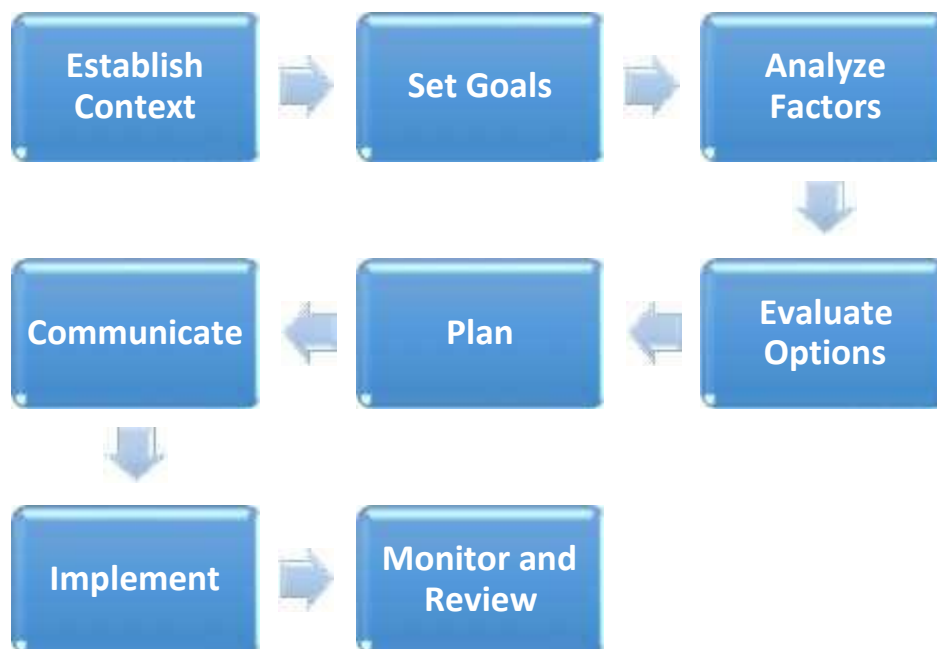 Establish
Context
Set Goals
Analyze
Factors
Evaluate
Options
Plan
Communicate
Implement
Monitor and
Review